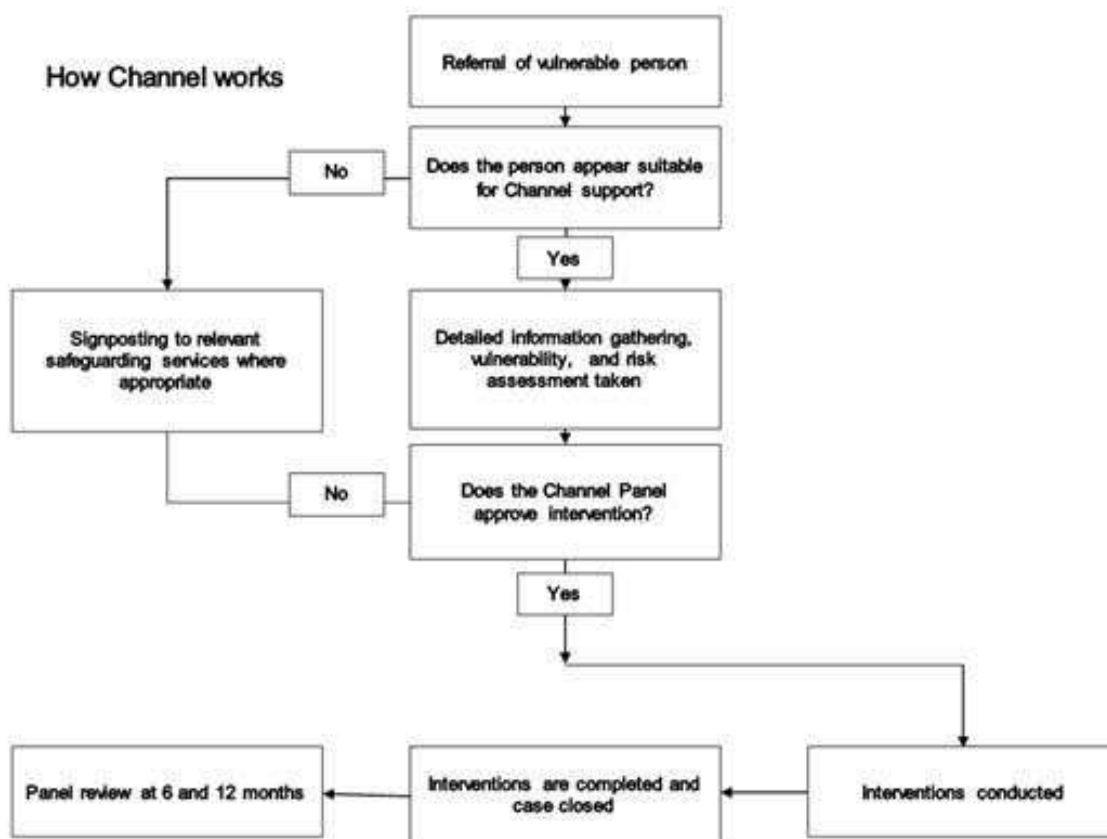 How Channel works
Referral of vulnerable person
Does the person appear suitable
for Channel support?
No
Yes
Signposting to relevant
safeguarding services where
appropriate
Detailed information gathering,
vulnerability, and risk
assessment taken
No
Does the Channel Panel
approve intervention?
Yes
Panel review at 6 and 12 months
Interventions are completed and
case closed
Interventions conducted